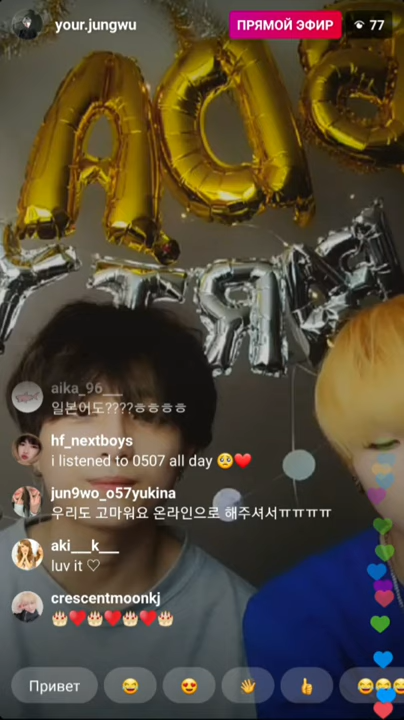 your.jungwu
ПРЯМОЙ ЭФИР
77
aika_96___
일본어도????ㅎㅎㅎㅎ
hf_nextboys
i listened to 0507 all day 🥺❤️
jun9wo_o57yukina
우리도 고마워요 온라인으로 해주셔서ㅠㅠㅠㅠ
aki___k___
luv it ♡
crescentmoonkj
🎂❤️🎂❤️🎂❤️🎂
Привет